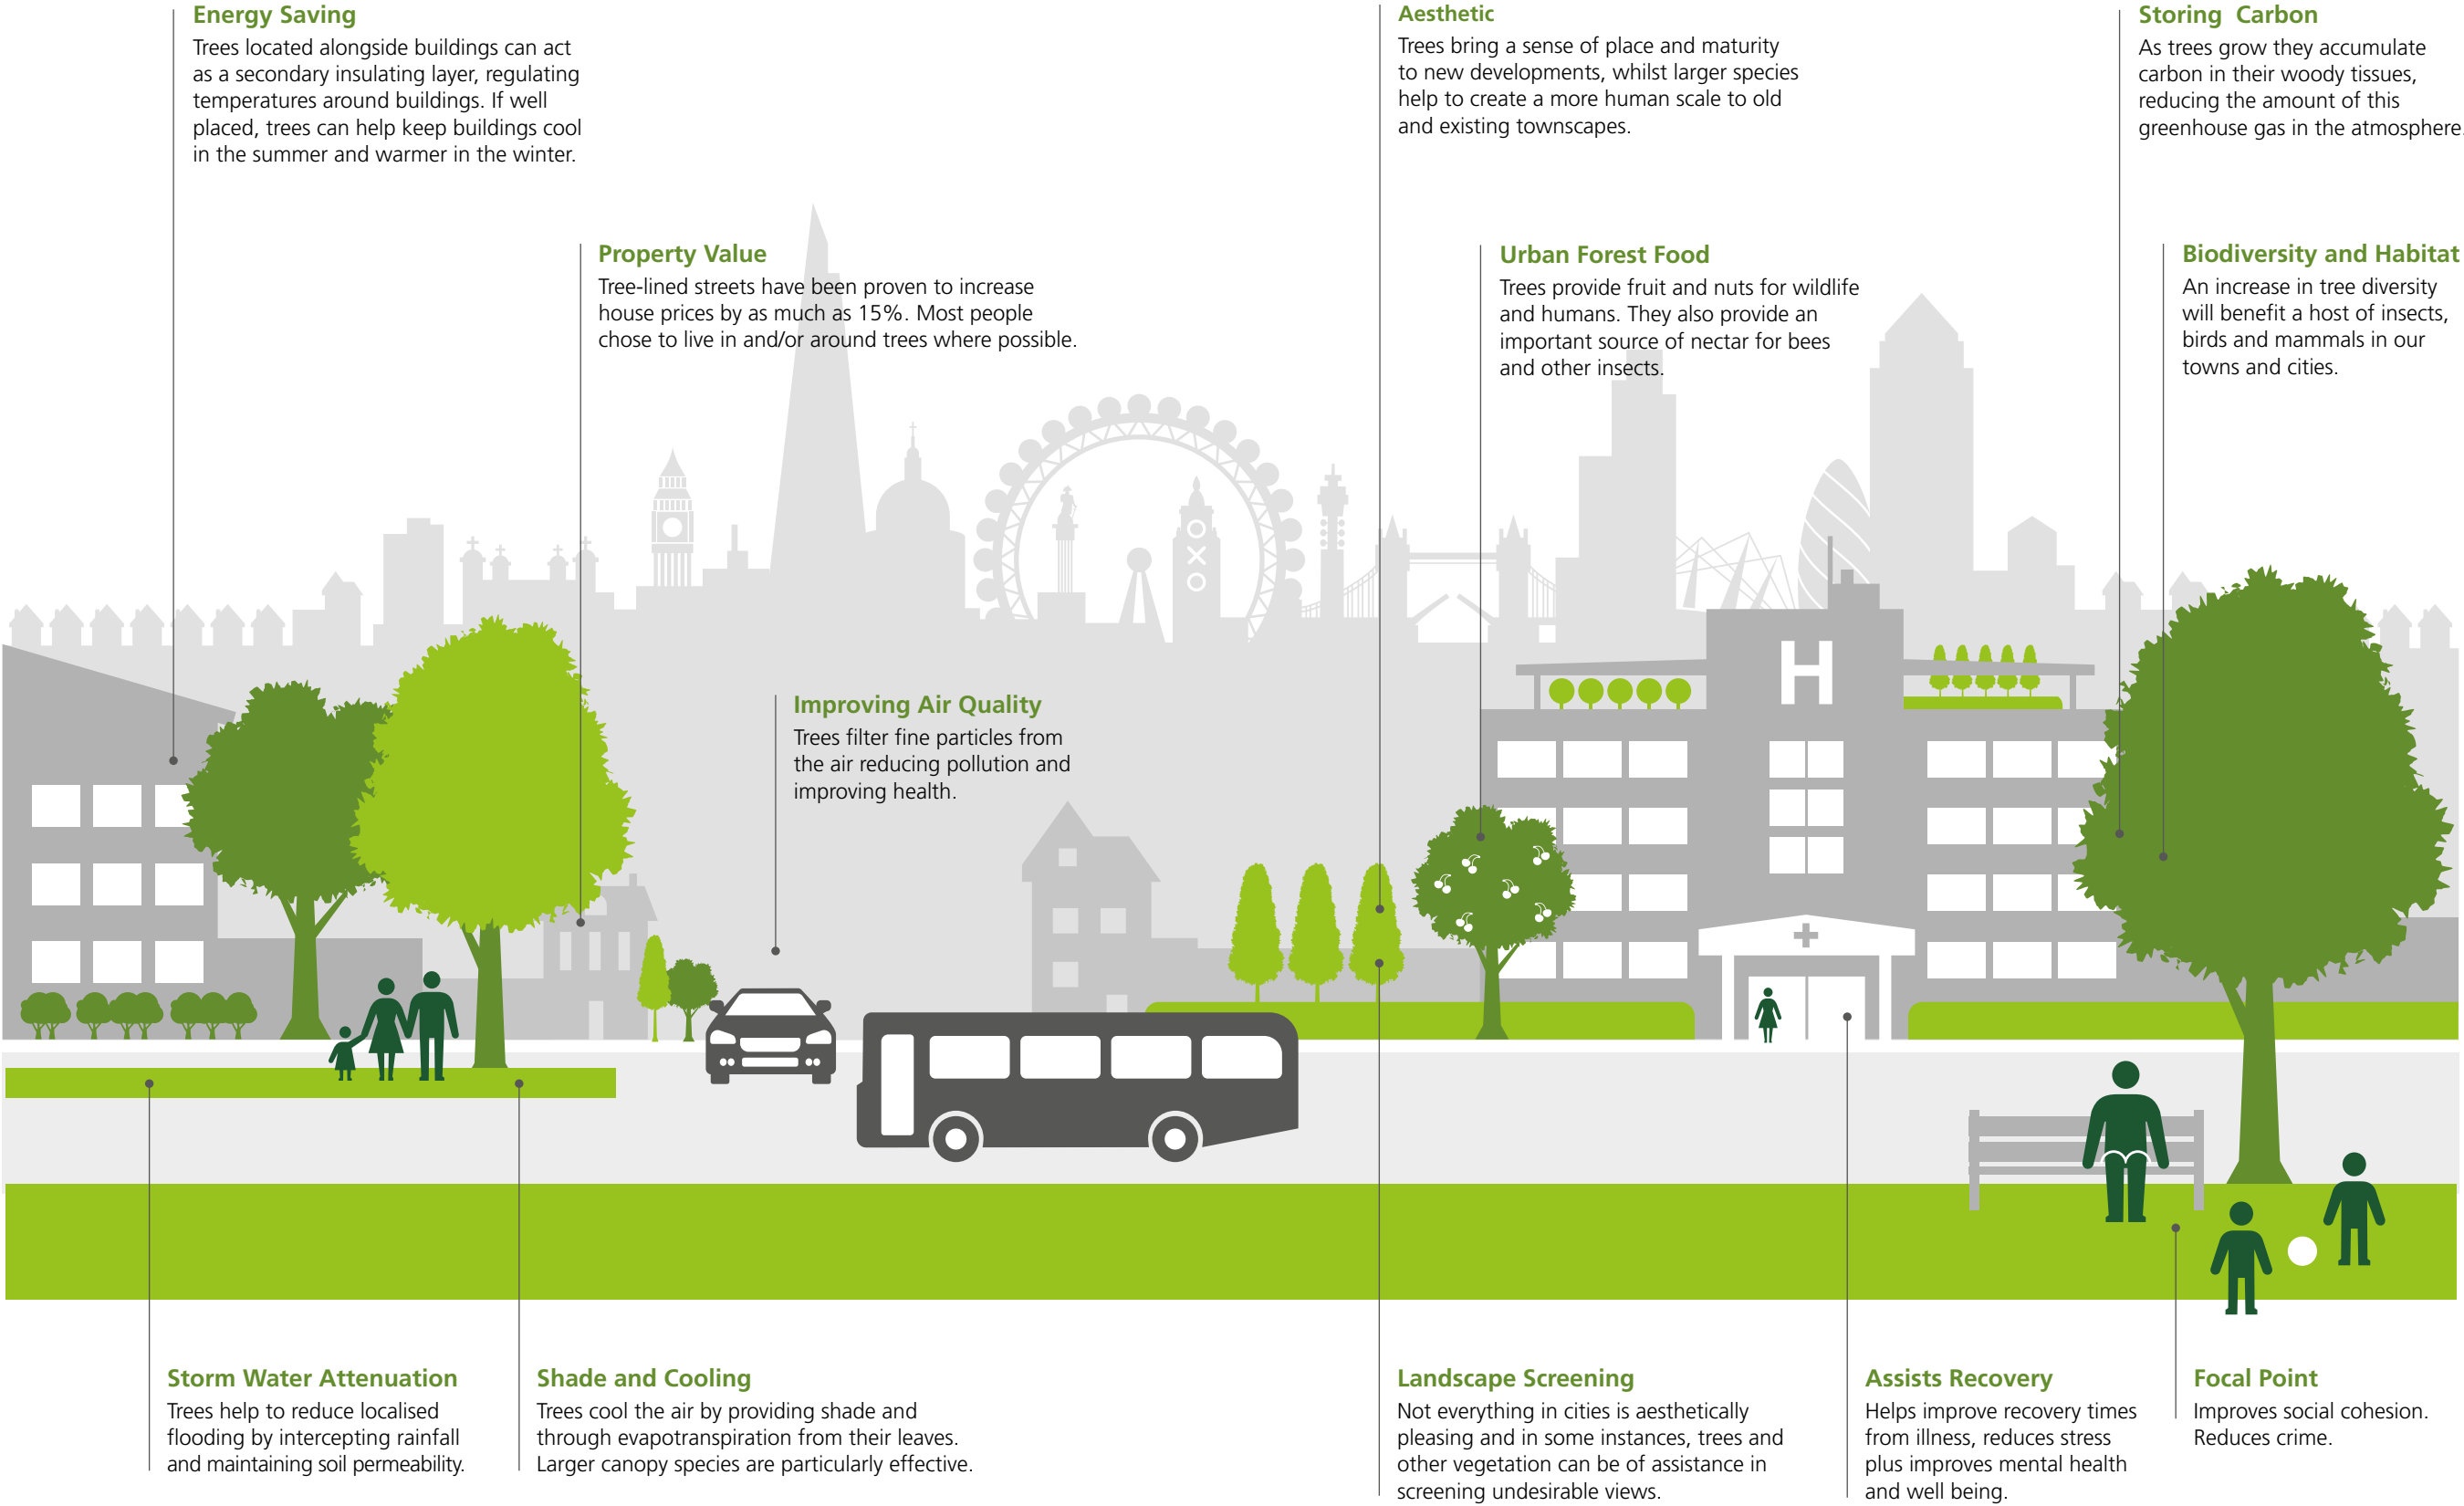 Energy Saving
Trees located alongside buildings can act
as a secondary insulating layer, regulating
temperatures around buildings. If well
placed, trees can help keep buildings cool
in the summer and warmer in the winter.
Aesthetic
Trees bring a sense of place and maturity
to new developments, whilst larger species
help to create a more human scale to old
and existing townscapes.
Storing Carbon
As trees grow they accumulate
carbon in their woody tissues,
reducing the amount of this
greenhouse gas in the atmosphere.
Property Value
Tree-lined streets have been proven to increase
house prices by as much as 15%. Most people
chose to live in and/or around trees where possible.
Urban Forest Food
Trees provide fruit and nuts for wildlife
and humans. They also provide an
important source of nectar for bees
and other insects.
Biodiversity and Habitat
An increase in tree diversity
will benefit a host of insects,
birds and mammals in our
towns and cities.
H
Improving Air Quality
Trees filter fine particles from
the air reducing pollution and
improving health.
Storm Water Attenuation
Trees help to reduce localised
flooding by intercepting rainfall
and maintaining soil permeability.
Shade and Cooling
Trees cool the air by providing shade and
through evapotranspiration from their leaves.
Larger canopy species are particularly effective.
Landscape Screening
Not everything in cities is aesthetically
pleasing and in some instances, trees and
other vegetation can be of assistance in
screening undesirable views.
Assists Recovery
Helps improve recovery times
from illness, reduces stress
plus improves mental health
and well being.
Focal Point
Improves social cohesion.
Reduces crime.